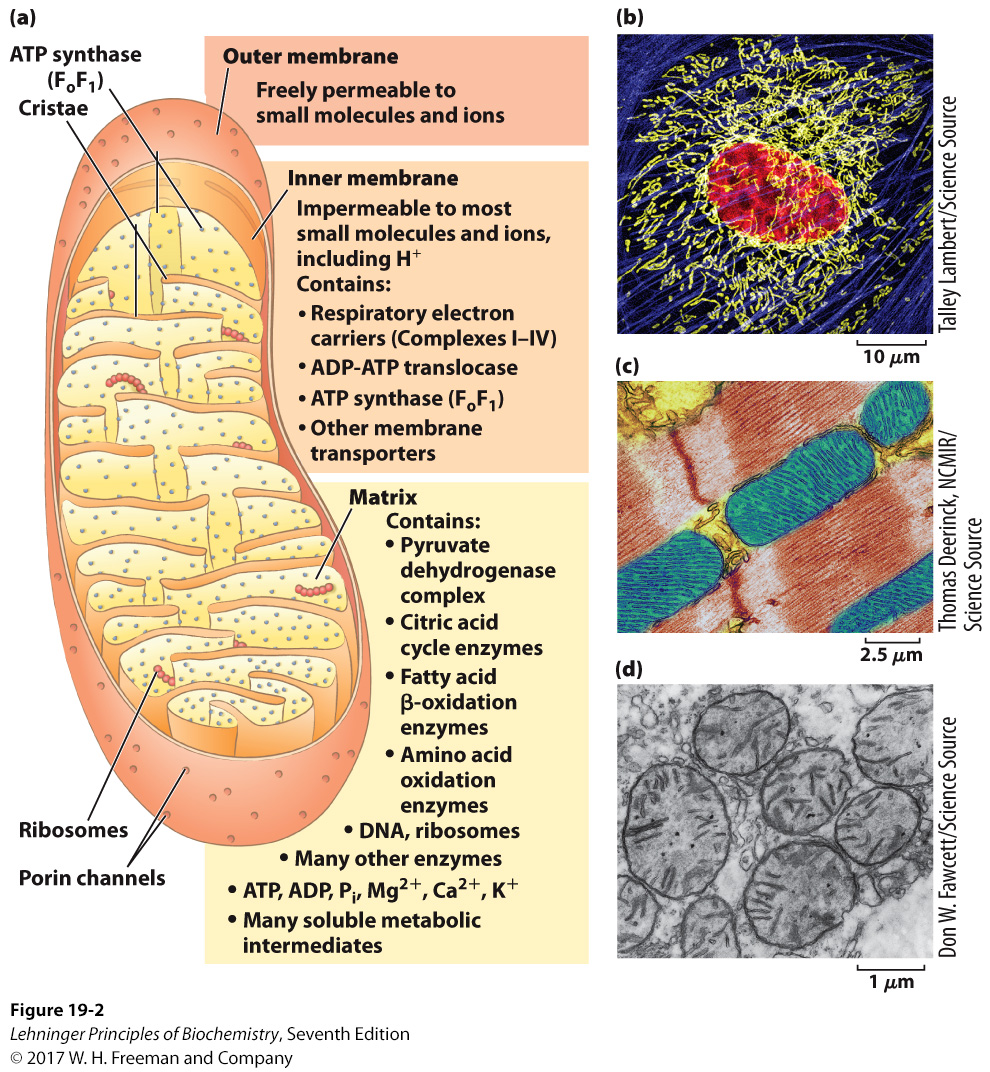 (a)
ATP synthase
(FoF1)
Cristae
Outer membrane
Freely permeable to
small molecules and ions
Inner membrane
Impermeable to most
small molecules and ions,
including H⁺
Contains:
• Respiratory electron
carriers (Complexes I–IV)
• ADP-ATP translocase
• ATP synthase (FoF1)
• Other membrane
transporters
Matrix
Contains:
• Pyruvate
dehydrogenase
complex
• Citric acid
cycle enzymes
• Fatty acid
β-oxidation
enzymes
• Amino acid
oxidation
enzymes
• DNA, ribosomes
• Many other enzymes
• ATP, ADP, Pi, Mg²⁺, Ca²⁺, K⁺
• Many soluble metabolic
intermediates
Ribosomes
Porin channels
(b)
Talley Lambert/Science Source
10 μm
(c)
Thomas Deerinck, NCMIR/
Science Source
2.5 μm
(d)
Don W. Fawcett/Science Source
1 μm
Figure 19-2
Lehninger Principles of Biochemistry, Seventh Edition
© 2017 W. H. Freeman and Company